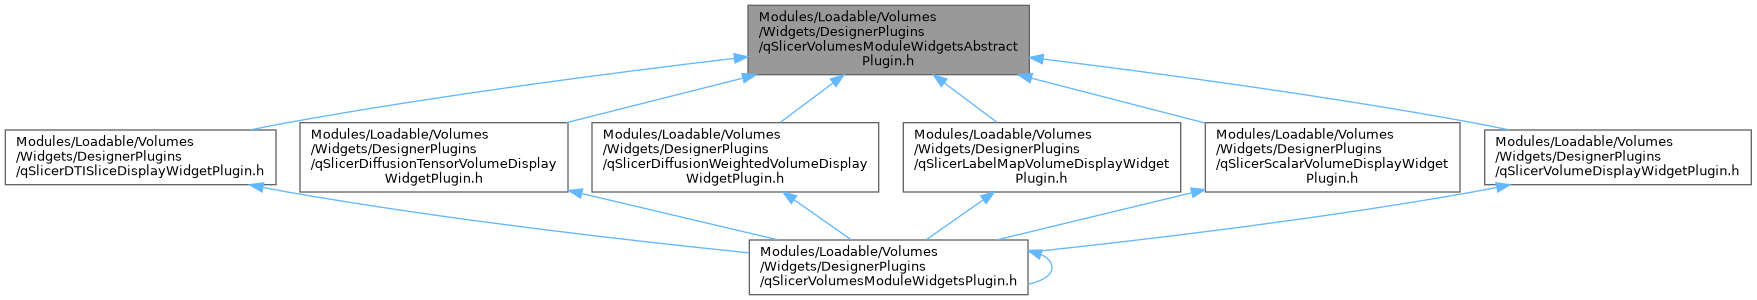 Modules/Loadable/Volumes
/Widgets/DesignerPlugins
/qSlicerVolumesModuleWidgetsAbstract
Plugin.h
Modules/Loadable/Volumes
/Widgets/DesignerPlugins
/qSlicerDTISliceDisplayWidgetPlugin.h
Modules/Loadable/Volumes
/Widgets/DesignerPlugins
/qSlicerDiffusionTensorVolumeDisplay
WidgetPlugin.h
Modules/Loadable/Volumes
/Widgets/DesignerPlugins
/qSlicerDiffusionWeightedVolumeDisplay
WidgetPlugin.h
Modules/Loadable/Volumes
/Widgets/DesignerPlugins
/qSlicerLabelMapVolumeDisplayWidget
Plugin.h
Modules/Loadable/Volumes
/Widgets/DesignerPlugins
/qSlicerScalarVolumeDisplayWidget
Plugin.h
Modules/Loadable/Volumes
/Widgets/DesignerPlugins
/qSlicerVolumeDisplayWidgetPlugin.h
Modules/Loadable/Volumes
/Widgets/DesignerPlugins
/qSlicerVolumesModuleWidgetsPlugin.h